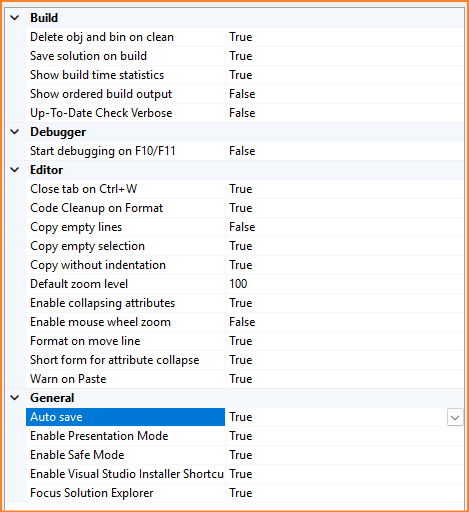 Build
Delete obj and bin on clean True
Save solution on build True
Show build time statistics True
Show ordered build output False
Up-To-Date Check Verbose False
Debugger
Start debugging on F10/F11 False
Editor
Close tab on Ctrl+W True
Code Cleanup on Format True
Copy empty lines False
Copy empty selection True
Copy without indentation True
Default zoom level 100
Enable collapsing attributes True
Enable mouse wheel zoom False
Format on move line True
Short form for attribute collapse True
Warn on Paste True
General
Auto save True
Enable Presentation Mode True
Enable Safe Mode True
Enable Visual Studio Installer Shortcu True
Focus Solution Explorer True